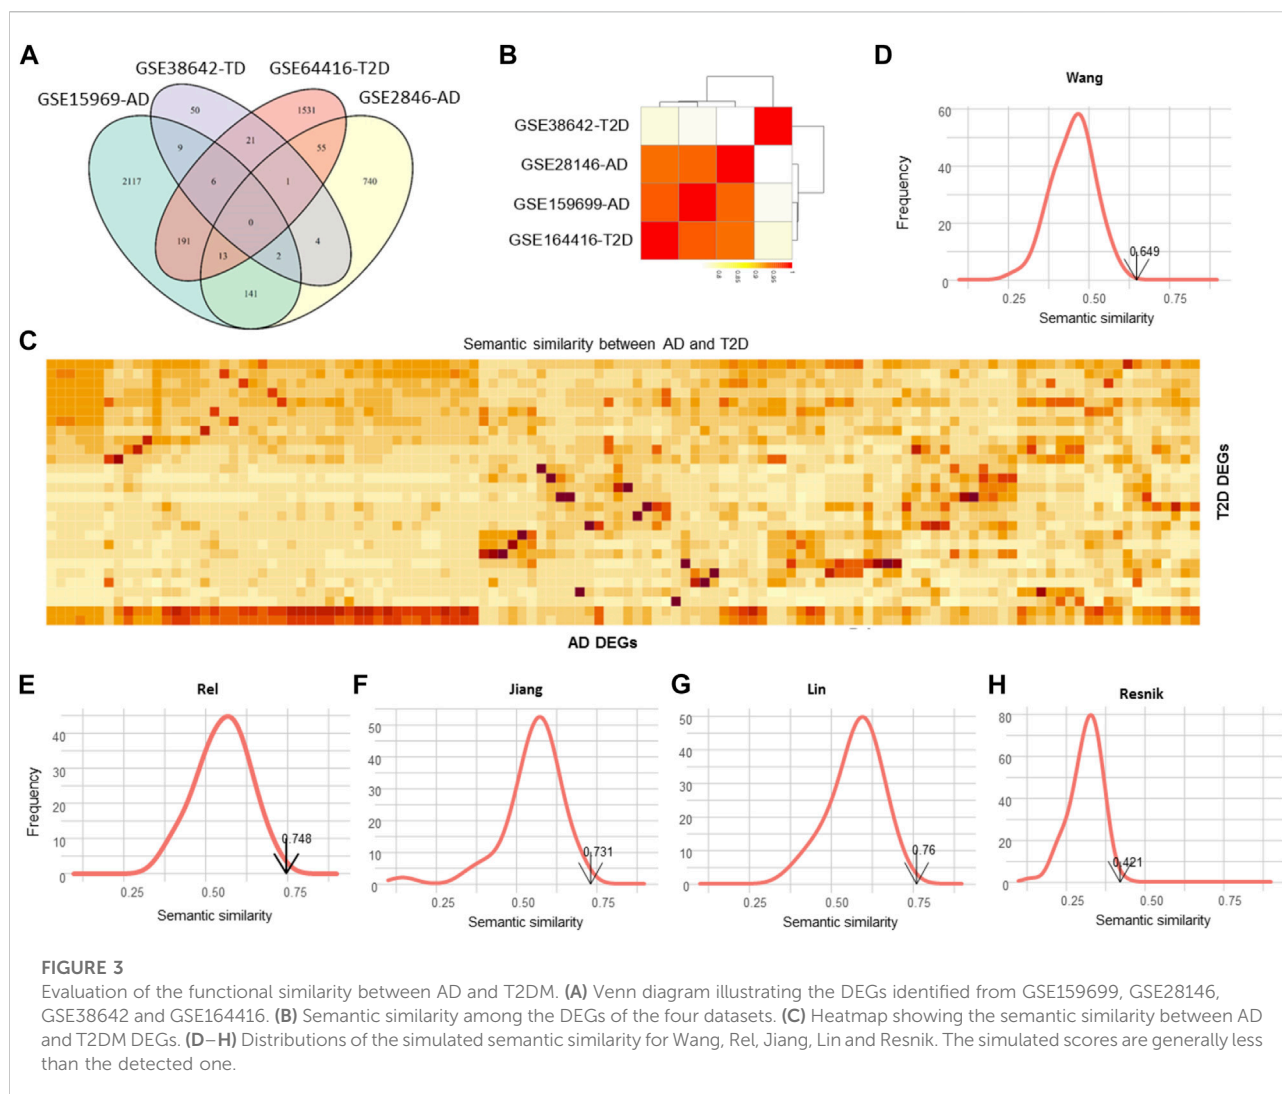 A
GSE38642-TD
GSE64416-T2D
GSE15969-AD
GSE2846-AD
50
1531
9
21
55
2117
6
1
740
0
191
13
2
4
141
B
GSE38642-T2D
GSE28146-AD
GSE159699-AD
GSE164416-T2D
0.8
0.85
0.9
0.95
1
D
Wang
60
40
20
0
Frequency
0.649
0.25
0.50
0.75
Semantic similarity
C
Semantic similarity between AD and T2D
T2D DEGs
AD DEGs
E
Rel
40
30
20
10
0
Frequency
0.748
0.25
0.50
0.75
Semantic similarity
F
Jiang
50
40
30
20
10
0
0.731
0.25
0.50
0.75
Semantic similarity
G
Lin
50
40
30
20
10
0
0.76
0.25
0.50
0.75
Semantic similarity
H
Resnik
80
60
40
20
0
0.421
0.25
0.50
0.75
Semantic similarity
FIGURE 3
Evaluation of the functional similarity between AD and T2DM. (A) Venn diagram illustrating the DEGs identified from GSE159699, GSE28146,
GSE38642 and GSE164416. (B) Semantic similarity among the DEGs of the four datasets. (C) Heatmap showing the semantic similarity between AD
and T2DM DEGs. (D–H) Distributions of the simulated semantic similarity for Wang, Rel, Jiang, Lin and Resnik. The simulated scores are generally less
than the detected one.